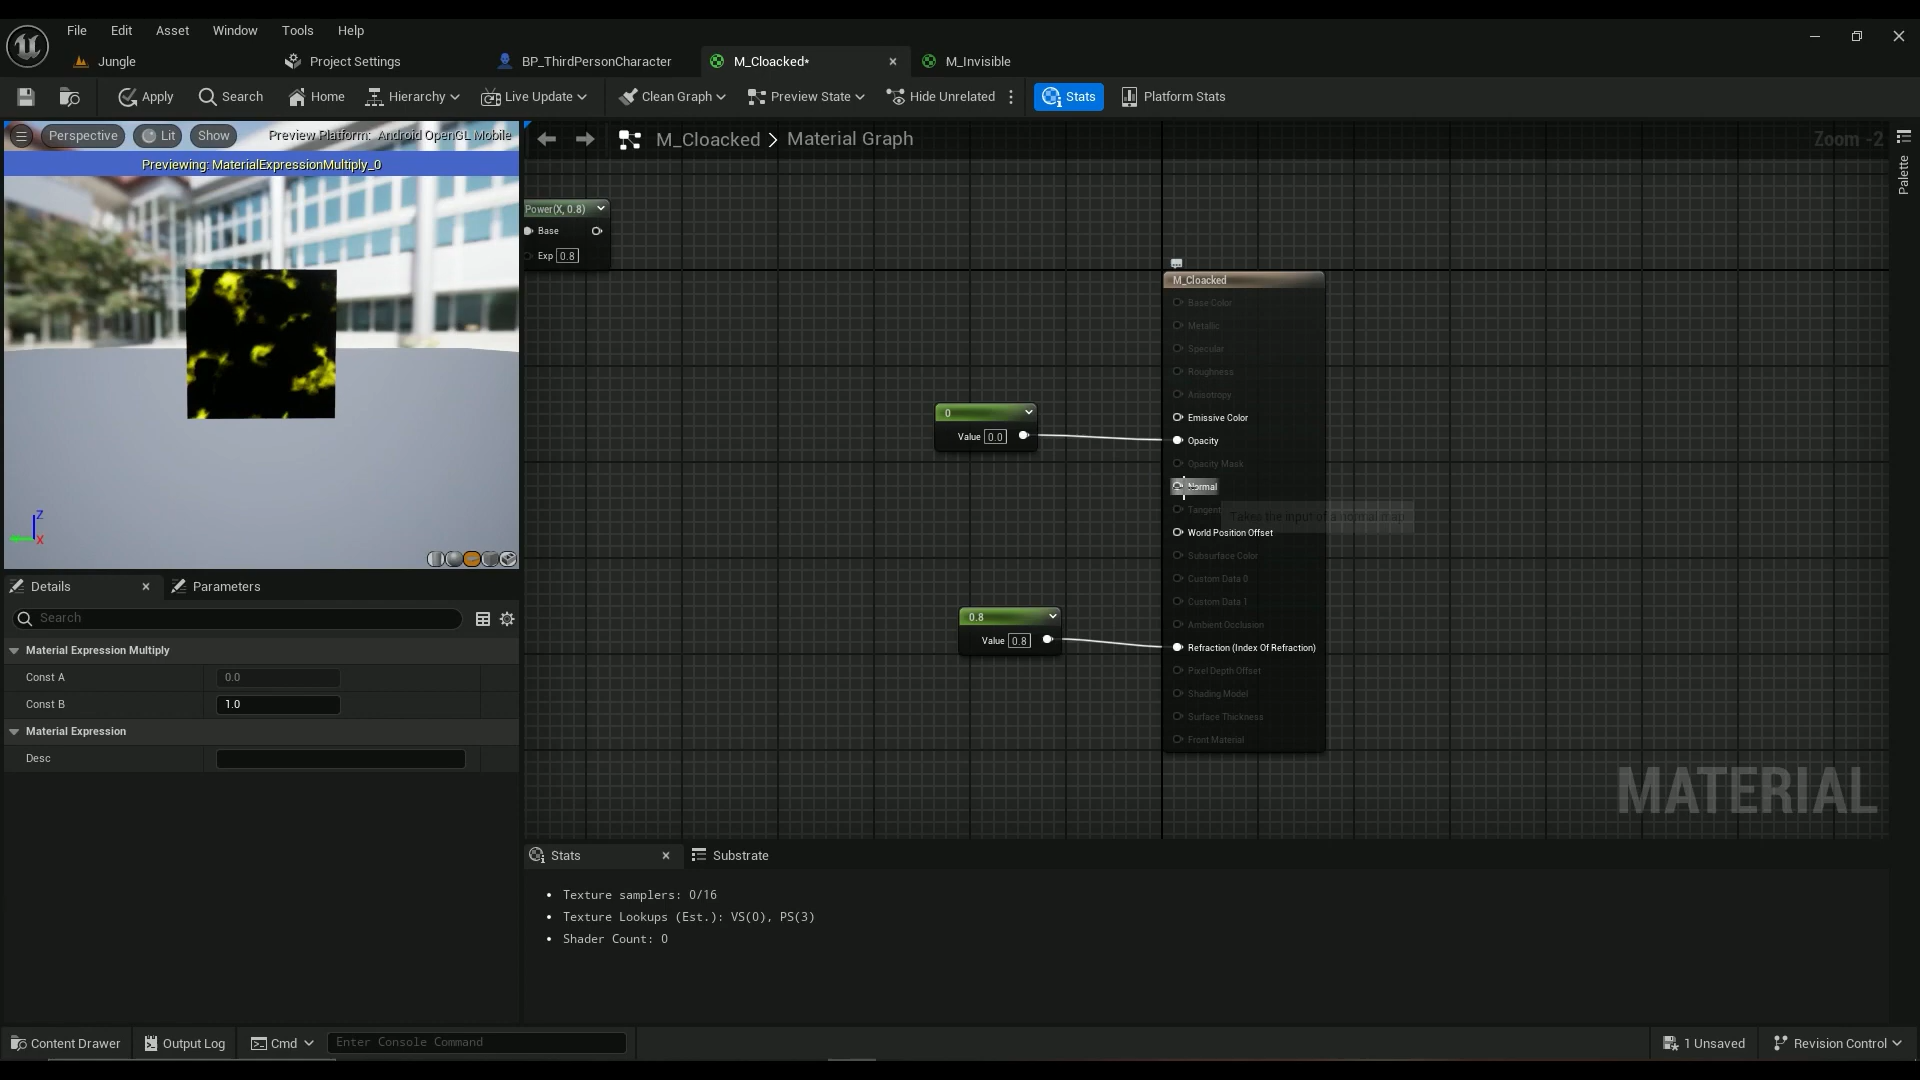 File Edit Asset Window Tools Help
Jungle Project Settings BP_ThirdPersonCharacter M_Cloacked* M_Invisible
Apply Search Home Hierarchy Live Update Clean Graph Preview State Hide Unrelated Stats Platform Stats
Perspective Lit Show Preview Platform: Android OpenGL Mobile
Previewing: MaterialExpressionMultiply_0
Z
X
M_Cloacked > Material Graph
Zoom -2
Palette
Power(X, 0.8)
Base
Exp 0.8
0
Value 0.0
0.8
Value 0.8
M_Cloacked
Base Color
Metallic
Specular
Roughness
Anisotropy
Emissive Color
Opacity
Opacity Mask
Normal
Tangent
Takes the input of a normal map
World Position Offset
Subsurface Color
Custom Data 0
Custom Data 1
Ambient Occlusion
Refraction (Index Of Refraction)
Pixel Depth Offset
Shading Model
Surface Thickness
Front Material
MATERIAL
Details Parameters
Search
Material Expression Multiply
Const A 0.0
Const B 1.0
Material Expression
Desc
Stats Substrate
• Texture samplers: 0/16
• Texture Lookups (Est.): VS(0), PS(3)
• Shader Count: 0
Content Drawer Output Log Cmd Enter Console Command 1 Unsaved Revision Control